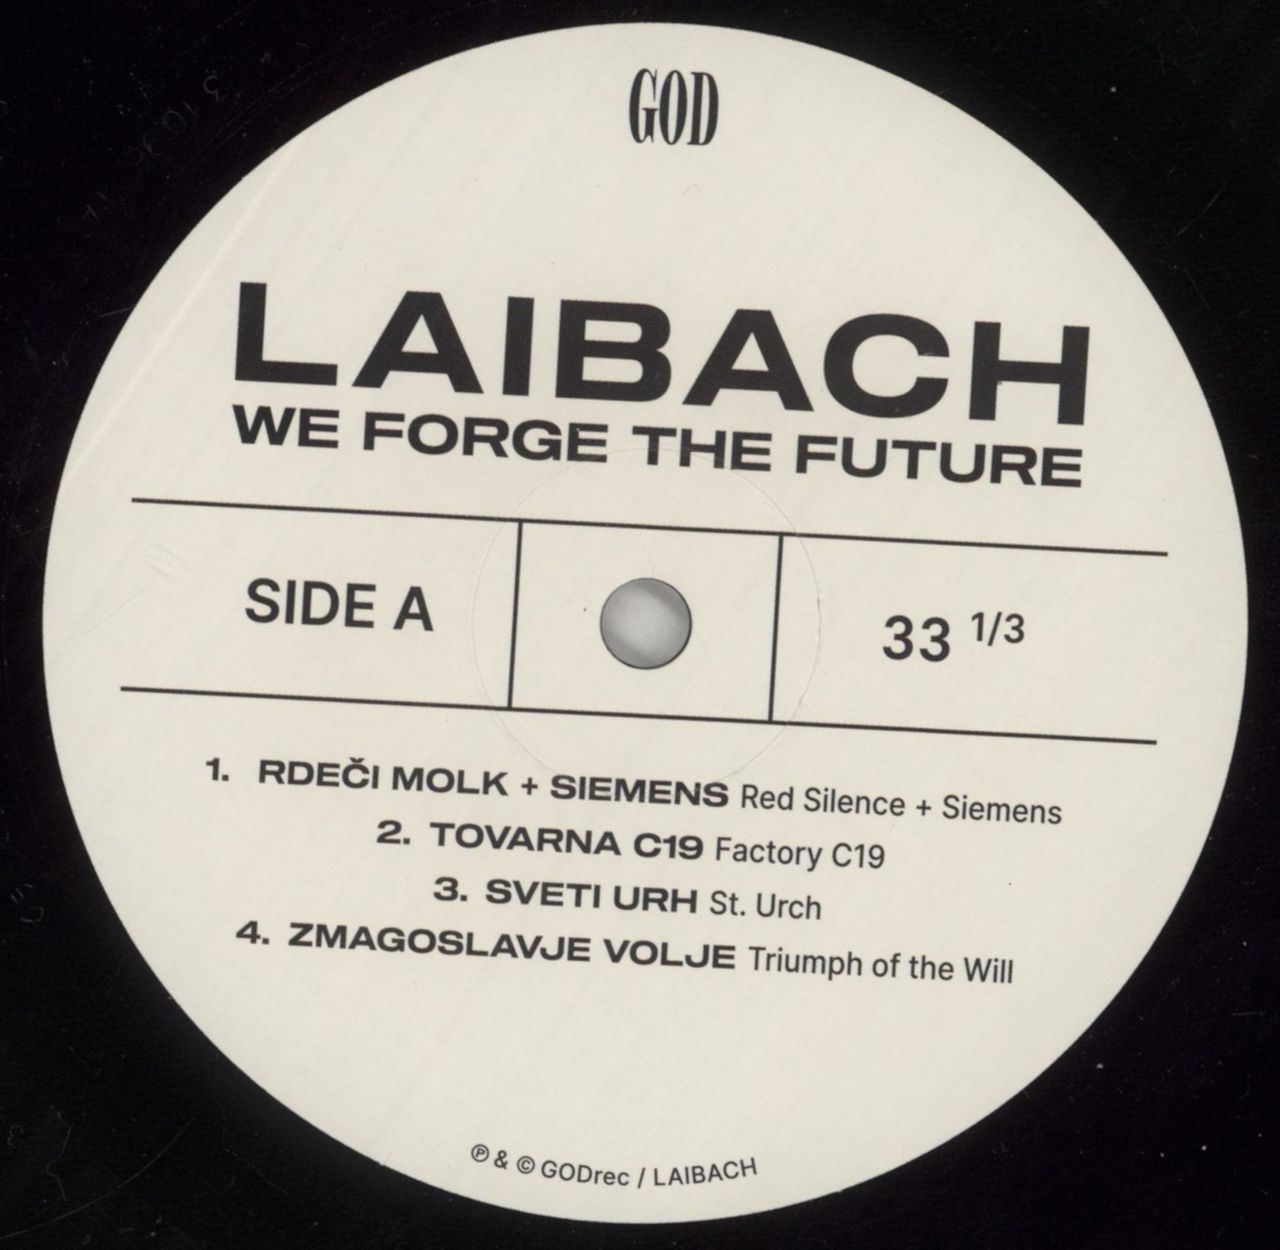 GOD
LAIBACH
WE FORGE THE FUTURE
SIDE A
33 1/3
1. RDEČI MOLK + SIEMENS Red Silence + Siemens
2. TOVARNA C19 Factory C19
3. SVETI URH St. Urch
4. ZMAGOSLAVJE VOLJE Triumph of the Will
℗ & © GODrec / LAIBACH